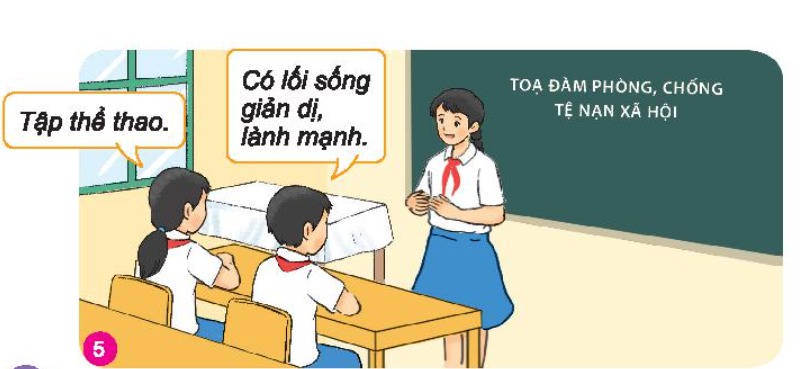 TOẠ ĐÀM PHÒNG, CHỐNG
TỆ NẠN XÃ HỘI
Tập thể thao.
Có lối sống
giản dị,
lành mạnh.
5